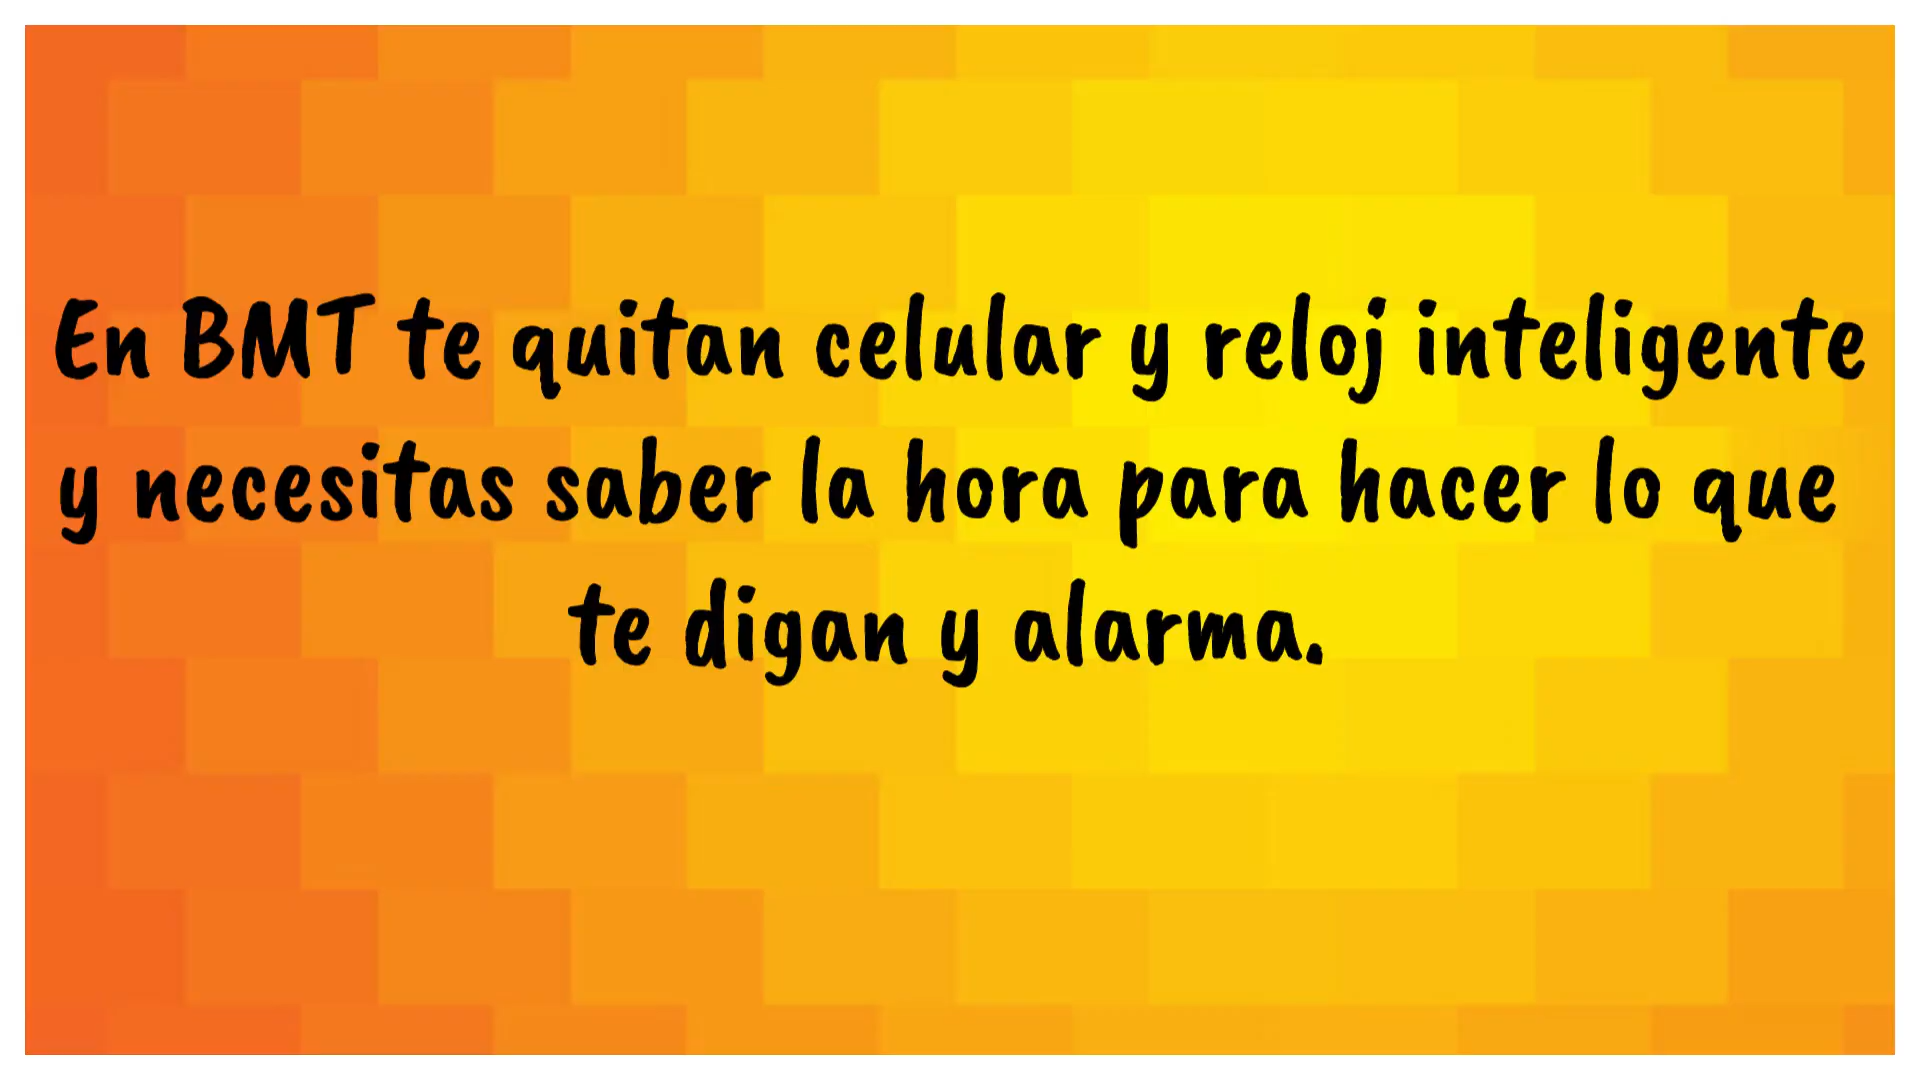 En BMT te quitan celular y reloj inteligente
y necesitas saber la hora para hacer lo que
te digan y alarma.